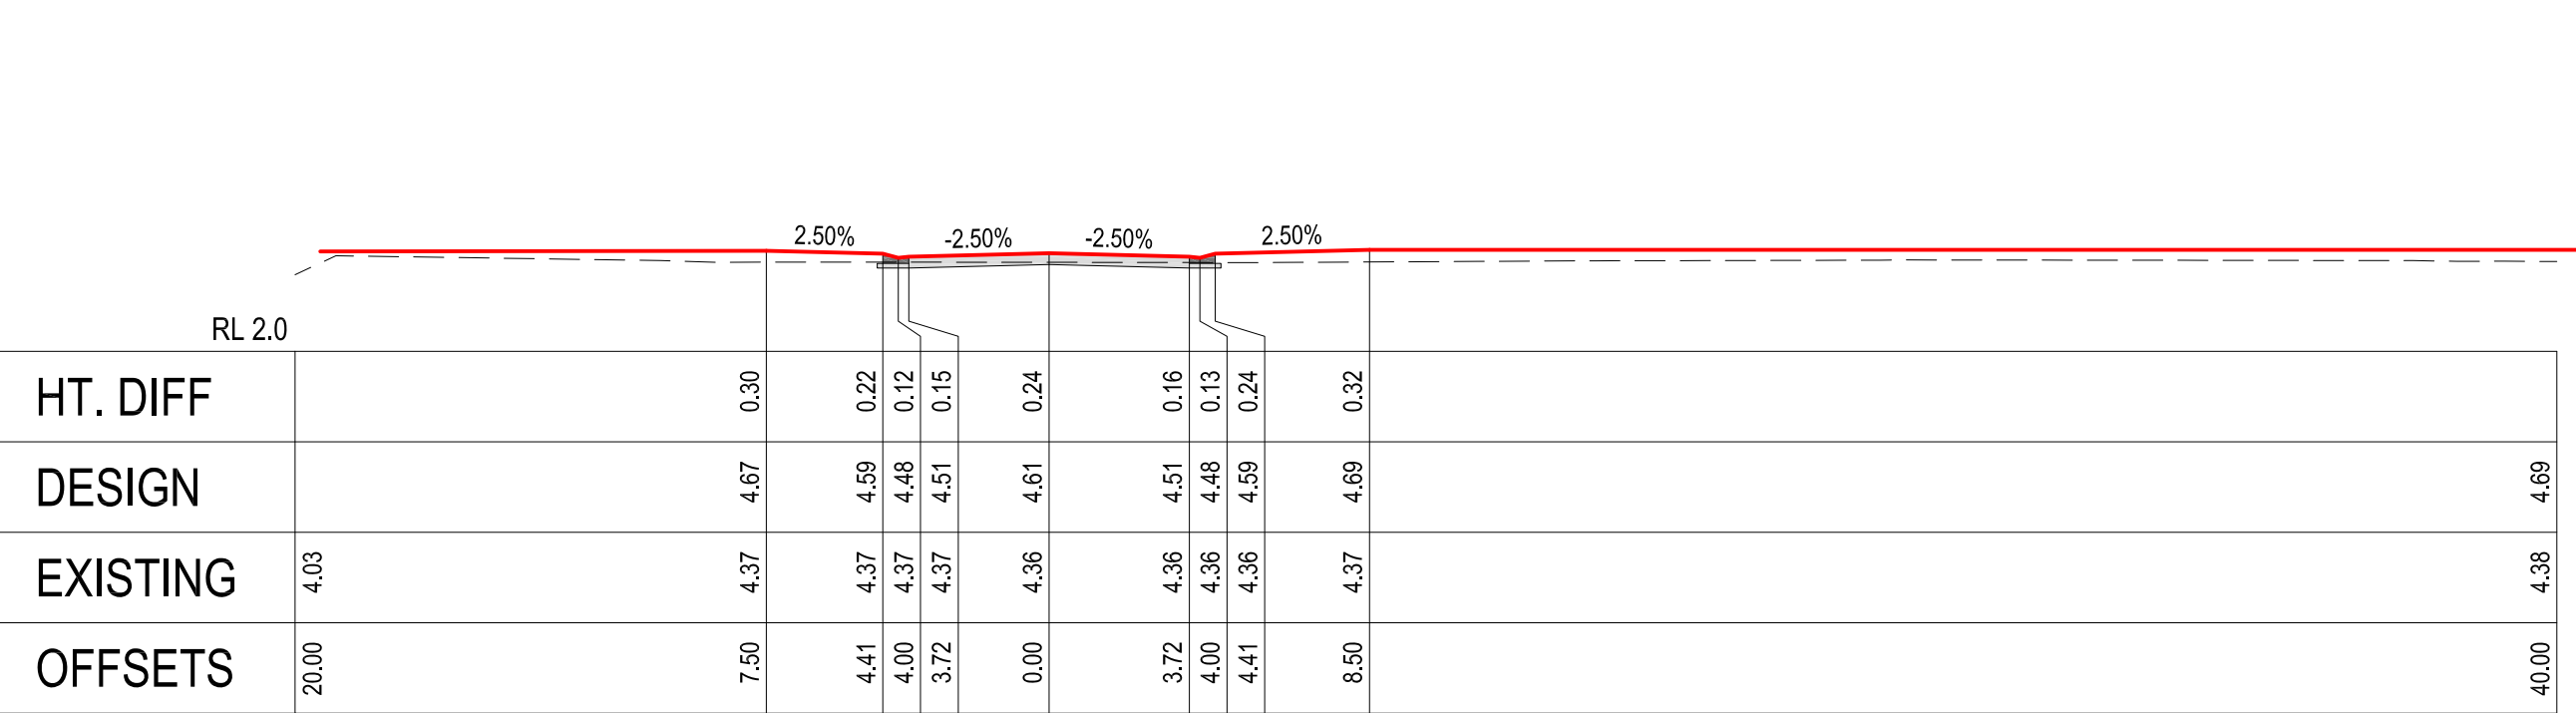 2.50% -2.50% -2.50% 2.50%
RL 2.0
HT. DIFF 0.30 0.22 0.12 0.15 0.24 0.16 0.13 0.24 0.32
DESIGN 4.67 4.59 4.48 4.51 4.61 4.51 4.48 4.59 4.69 4.69
EXISTING 4.03 4.37 4.37 4.37 4.37 4.36 4.36 4.36 4.36 4.37 4.38
OFFSETS 20.00 7.50 4.41 4.00 3.72 0.00 3.72 4.00 4.41 8.50 40.00